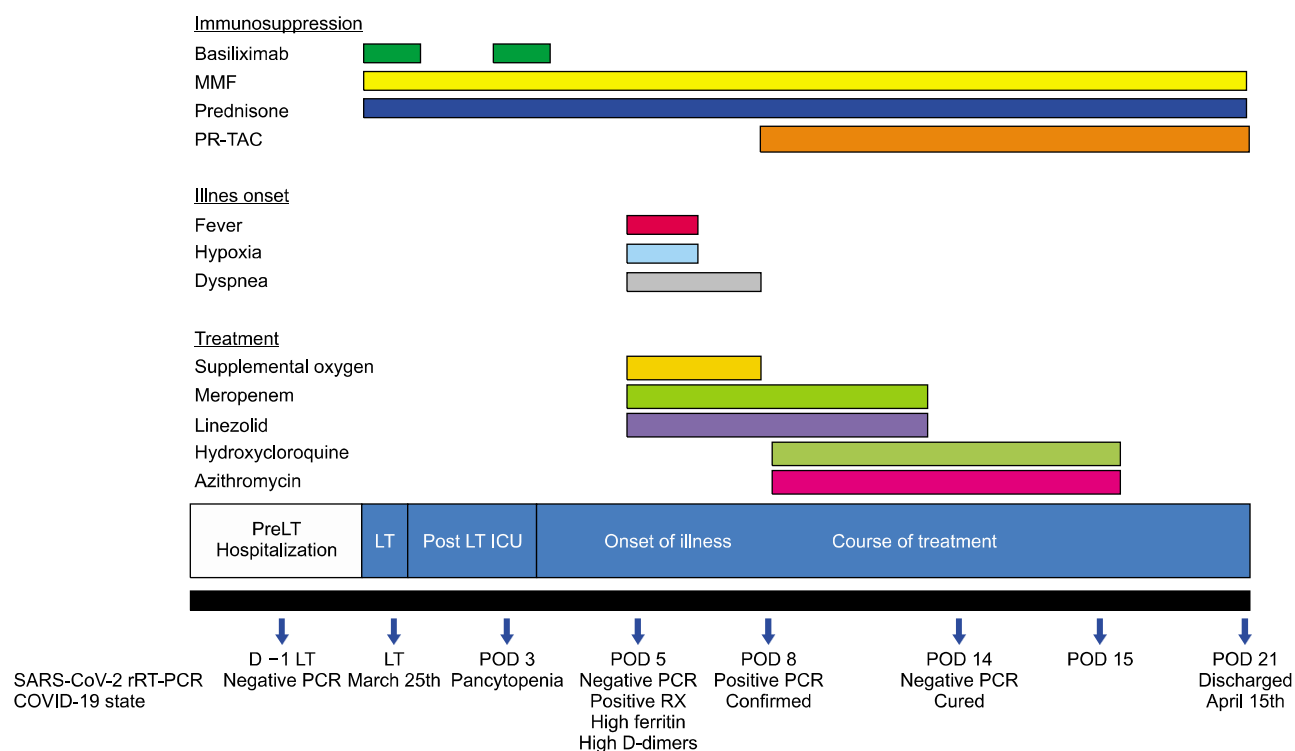 Immunosuppression
Basiliximab
MMF
Prednisone
PR-TAC
Illnes onset
Fever
Hypoxia
Dyspnea
Treatment
Supplemental oxygen
Meropenem
Linezolid
Hydroxycloroquine
Azithromycin
PreLT
Hospitalization
LT
Post LT ICU
Onset of illness
Course of treatment
SARS-CoV-2 rRT-PCR
COVID-19 state
D −1 LT
Negative PCR
LT
March 25th
POD 3
Pancytopenia
POD 5
Negative PCR
Positive RX
High ferritin
High D-dimers
POD 8
Positive PCR
Confirmed
POD 14
Negative PCR
Cured
POD 15
POD 21
Discharged
April 15th